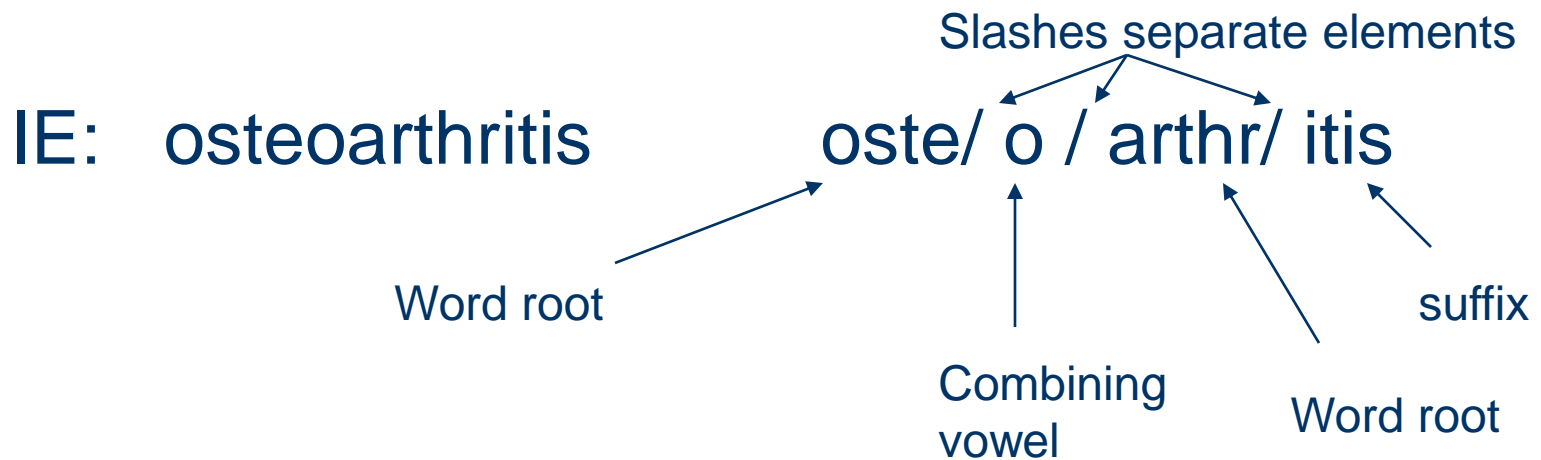 Slashes separate elements
IE: osteoarthritis oste/ o / arthr/ itis
Word root
suffix
Combining
vowel
Word root